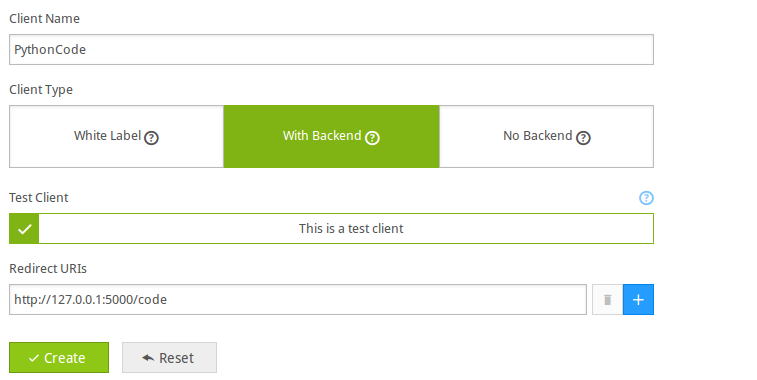 Client Name
PythonCode
Client Type
White Label ? With Backend ? No Backend ?
Test Client ?
This is a test client
Redirect URIs
http://127.0.0.1:5000/code +
Create Reset